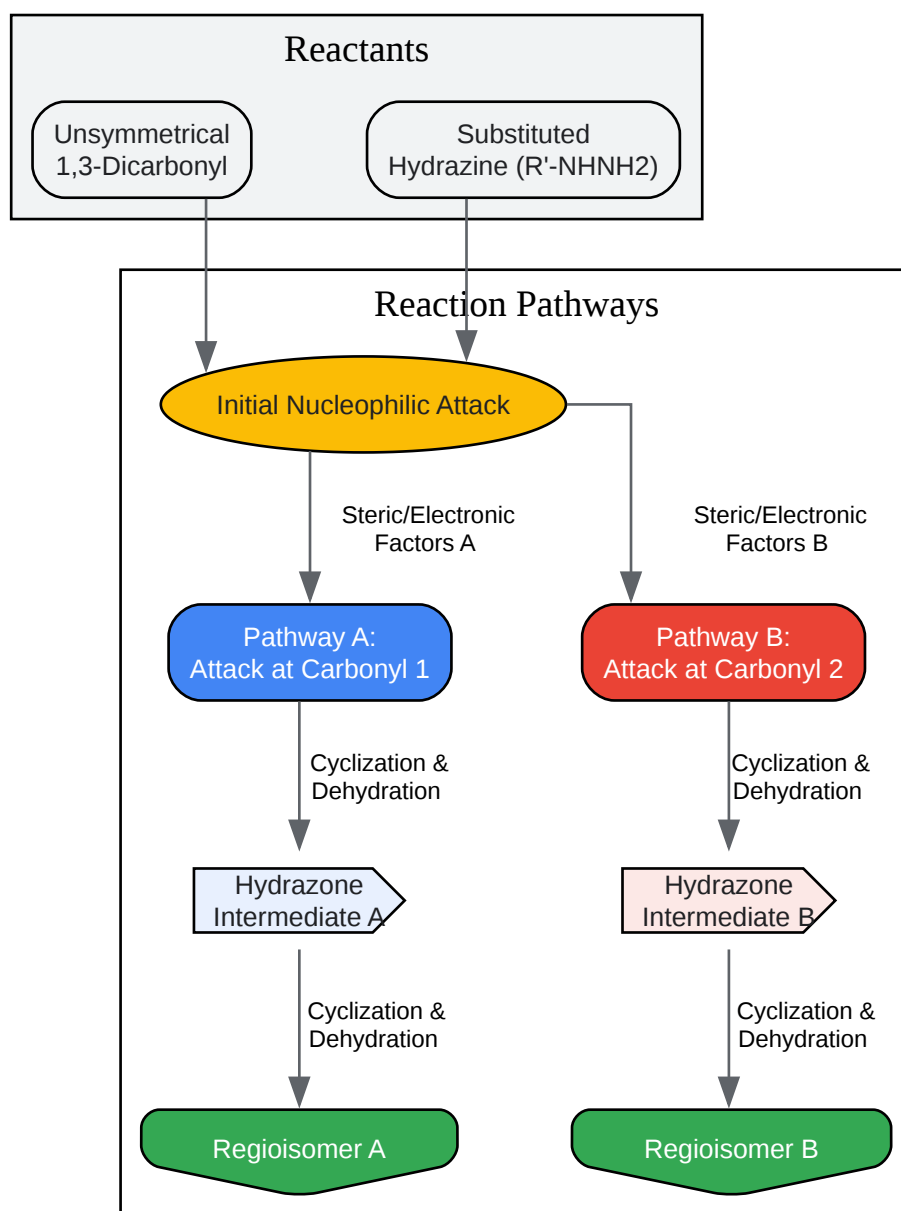 Reactants
Unsymmetrical
1,3-Dicarbonyl
Substituted
Hydrazine (R'-NHNH2)
Reaction Pathways
Initial Nucleophilic Attack
Steric/Electronic
Factors A
Steric/Electronic
Factors B
Pathway A:
Attack at Carbonyl 1
Pathway B:
Attack at Carbonyl 2
Cyclization &
Dehydration
Cyclization &
Dehydration
Hydrazone
Intermediate A
Hydrazone
Intermediate B
Cyclization &
Dehydration
Cyclization &
Dehydration
Regioisomer A
Regioisomer B